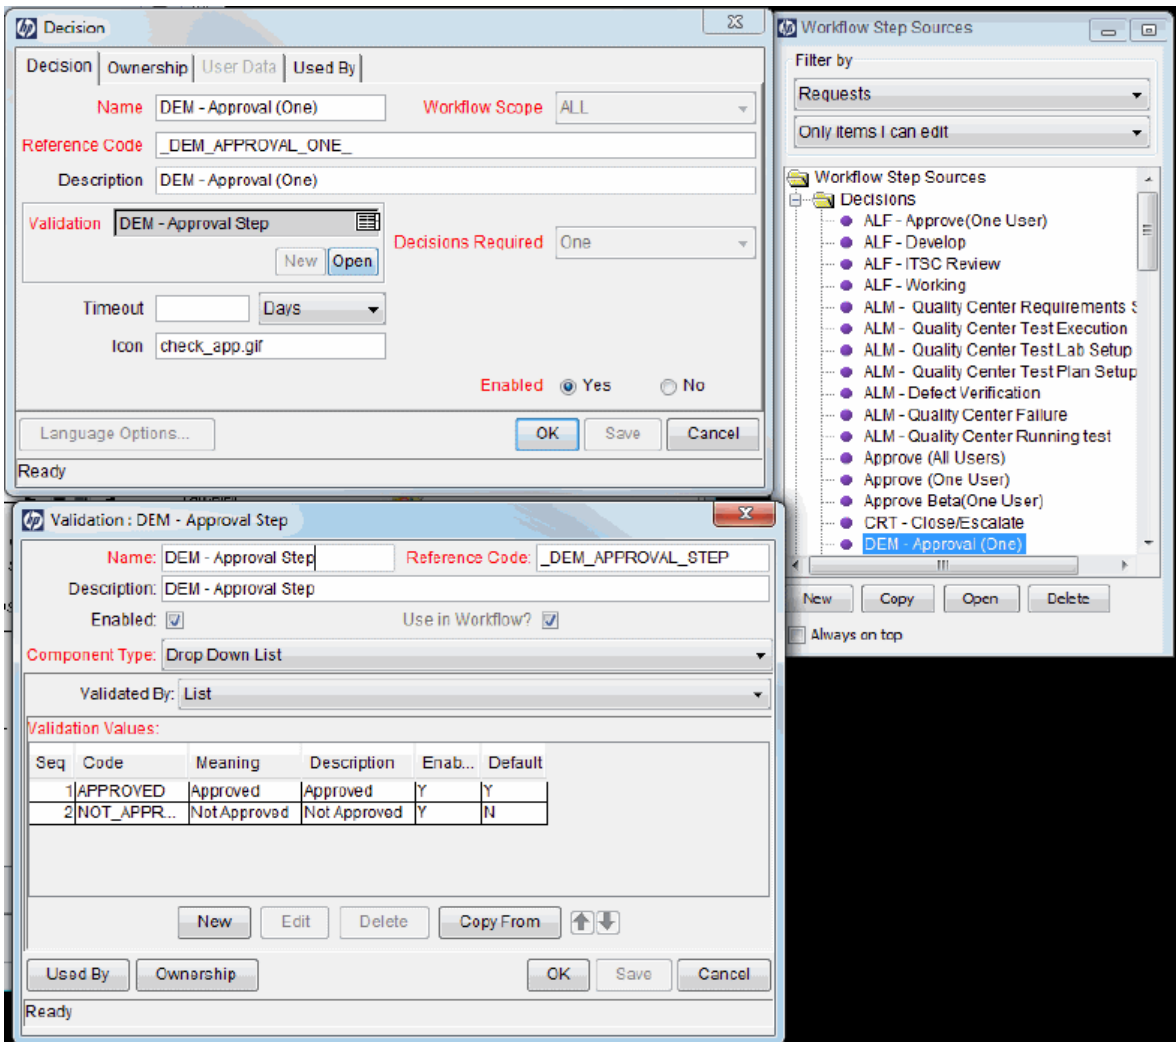 Decision
Decision Ownership User Data Used By
Name DEM - Approval (One) Workflow Scope ALL
Reference Code _DEM_APPROVAL_ONE_
Description DEM - Approval (One)
Validation DEM - Approval Step
Decisions Required One
New Open
Timeout Days
Icon check_app.gif
Enabled Yes No
Language Options... OK Save Cancel
Ready
Workflow Step Sources
Filter by
Requests
Only items I can edit
Workflow Step Sources
Decisions
ALF - Approve(One User)
ALF - Develop
ALF - ITSC Review
ALF - Working
ALM - Quality Center Requirements S
ALM - Quality Center Test Execution
ALM - Quality Center Test Lab Setup
ALM - Quality Center Test Plan Setup
ALM - Defect Verification
ALM - Quality Center Failure
ALM - Quality Center Running test
Approve (All Users)
Approve (One User)
Approve Beta(One User)
CRT - Close/Escalate
DEM - Approval (One)
New Copy Open Delete
Always on top
Validation : DEM - Approval Step
Name: DEM - Approval Step Reference Code: _DEM_APPROVAL_STEP
Description: DEM - Approval Step
Enabled: Use in Workflow?
Component Type: Drop Down List
Validated By: List
Validation Values:
Seq Code Meaning Description Enab... Default
1 APPROVED Approved Approved Y Y
2 NOT_APPR... Not Approved Not Approved Y N
New Edit Delete Copy From
Used By Ownership OK Save Cancel
Ready